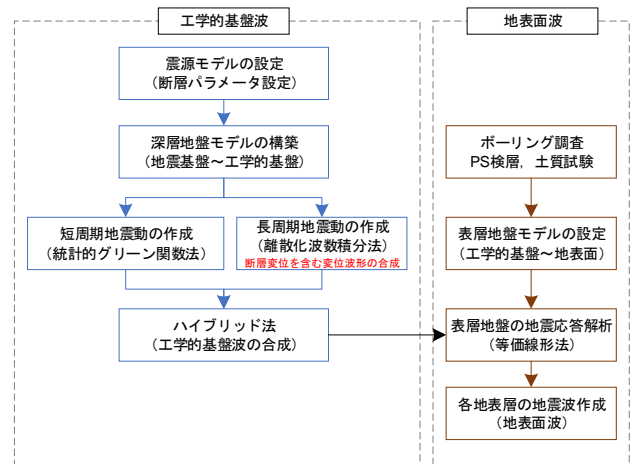 工学的基盤波
震源モデルの設定
(断層パラメータ設定)
深層地盤モデルの構築
(地震基盤～工学的基盤)
短周期地震動の作成
(統計的グリーン関数法)
長周期地震動の作成
(離散化波数積分法)
断層変位を含む変位波形の合成
ハイブリッド法
(工学的基盤波の合成)
地表面波
ボーリング調査
PS検層，土質試験
表層地盤モデルの設定
(工学的基盤～地表面)
表層地盤の地震応答解析
(等価線形法)
各地表層の地震波作成
(地表面波)